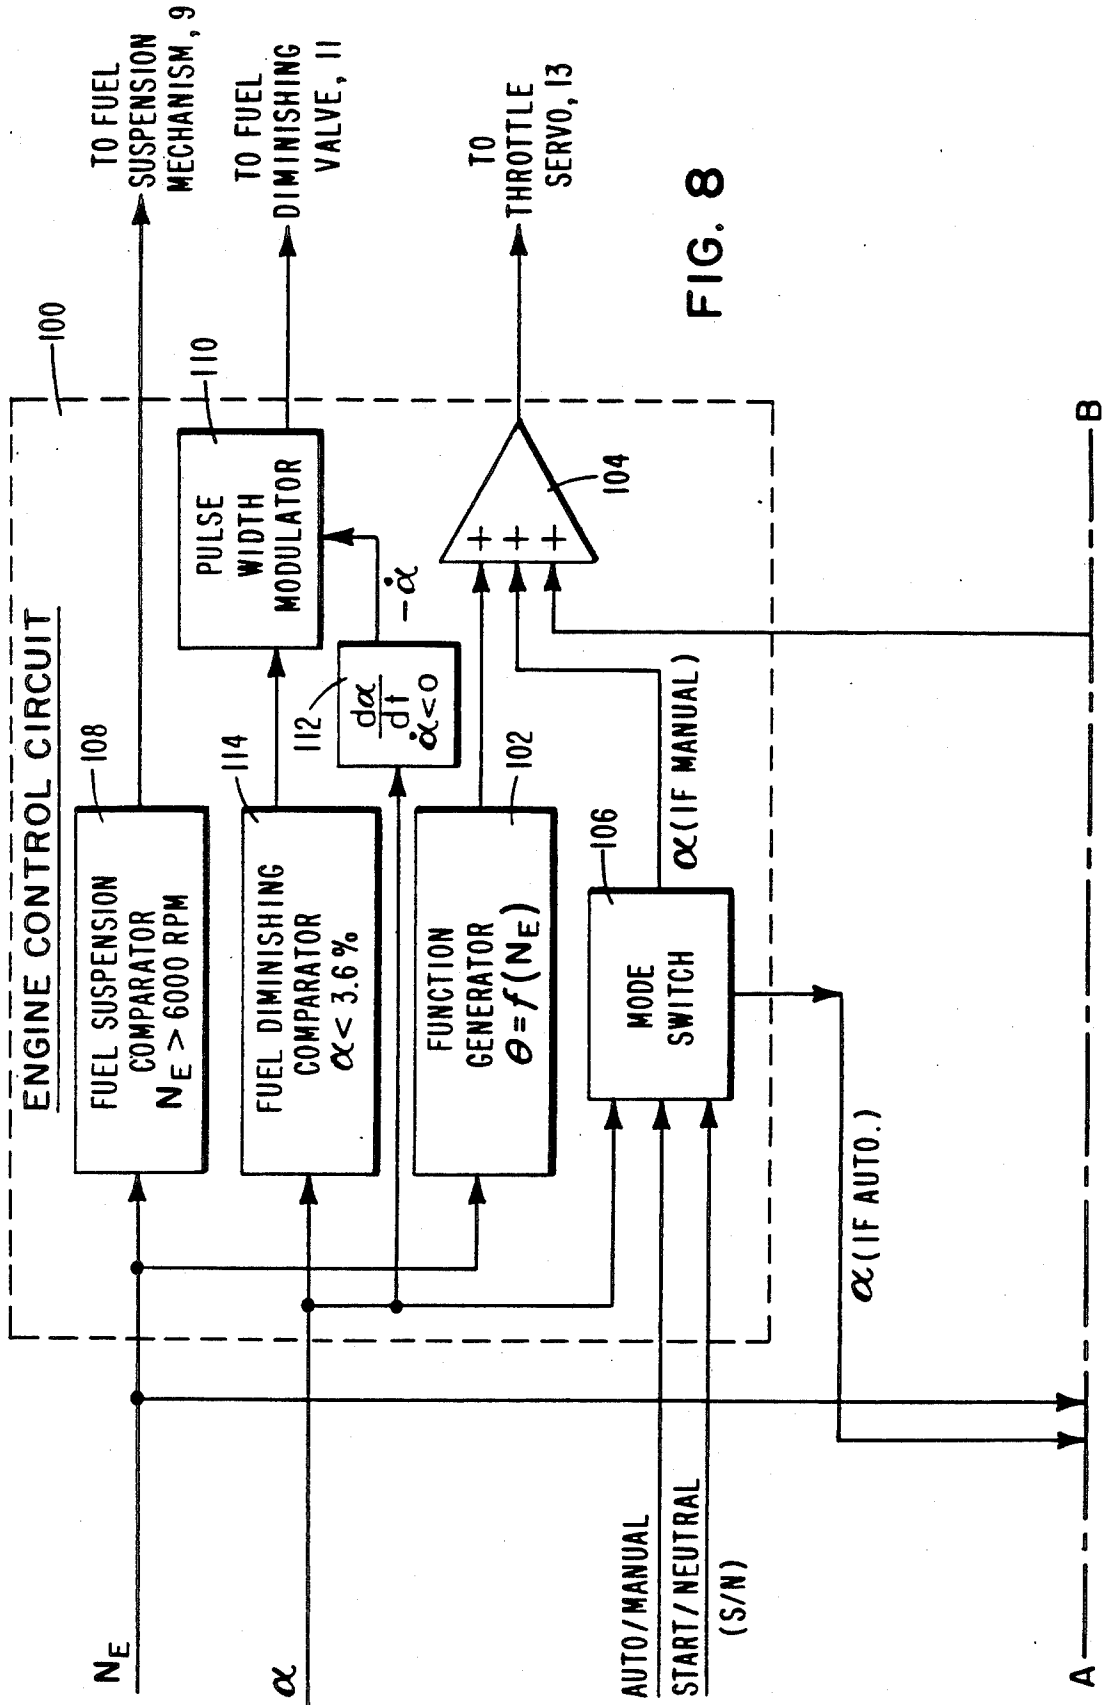 ENGINE CONTROL CIRCUIT
100
N_E
α
AUTO/MANUAL
START/NEUTRAL
(S/N)
FUEL SUSPENSION
COMPARATOR
N_E > 6000 RPM
108
FUEL DIMINISHING
COMPARATOR
α < 3.6%
114
FUNCTION
GENERATOR
θ = f(N_E)
102
MODE
SWITCH
106
dα
dt
α̇ < 0
112
-α̇
PULSE
WIDTH
MODULATOR
110
+
+
+
104
α (IF MANUAL)
α (IF AUTO.)
TO FUEL
SUSPENSION
MECHANISM, 9
TO FUEL
DIMINISHING
VALVE, 11
TO
THROTTLE
SERVO, 13
FIG. 8
A
B